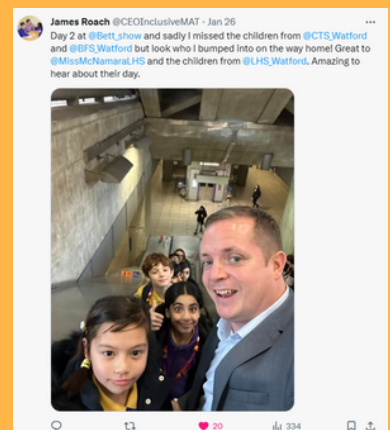 James Roach @CEOInclusiveMAT · Jan 26
Day 2 at @Bett_show and sadly I missed the children from @CTS_Watford
and @BFS_Watford but look who I bumped into on the way home! Great to
@MissMcNamaraLHS and the children from @LHS_Watford. Amazing to
hear about their day.
20
334